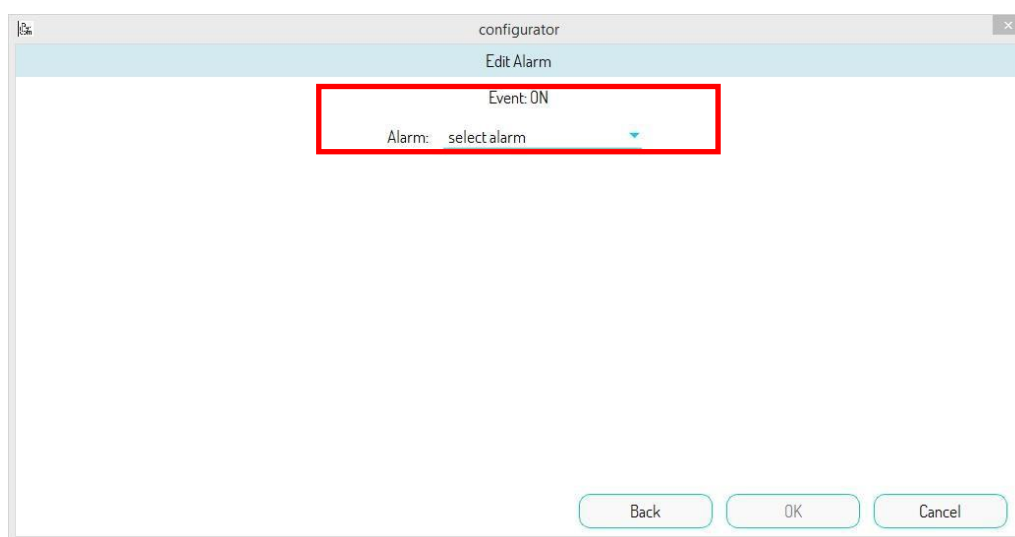 configurator
Edit Alarm
Event: ON
Alarm: select alarm
Back OK Cancel